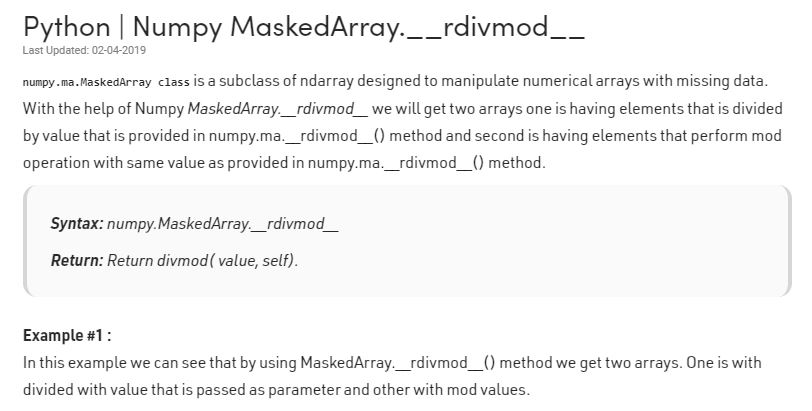 Python | Numpy MaskedArray.__rdivmod__
Last Updated: 02-04-2019
numpy.ma.MaskedArray class is a subclass of ndarray designed to manipulate numerical arrays with missing data.
With the help of Numpy MaskedArray.__rdivmod__ we will get two arrays one is having elements that is divided
by value that is provided in numpy.ma.__rdivmod__() method and second is having elements that perform mod
operation with same value as provided in numpy.ma.__rdivmod__() method.
Syntax: numpy.MaskedArray.__rdivmod__
Return: Return divmod( value, self).
Example #1 :
In this example we can see that by using MaskedArray.__rdivmod__() method we get two arrays. One is with
divided with value that is passed as parameter and other with mod values.